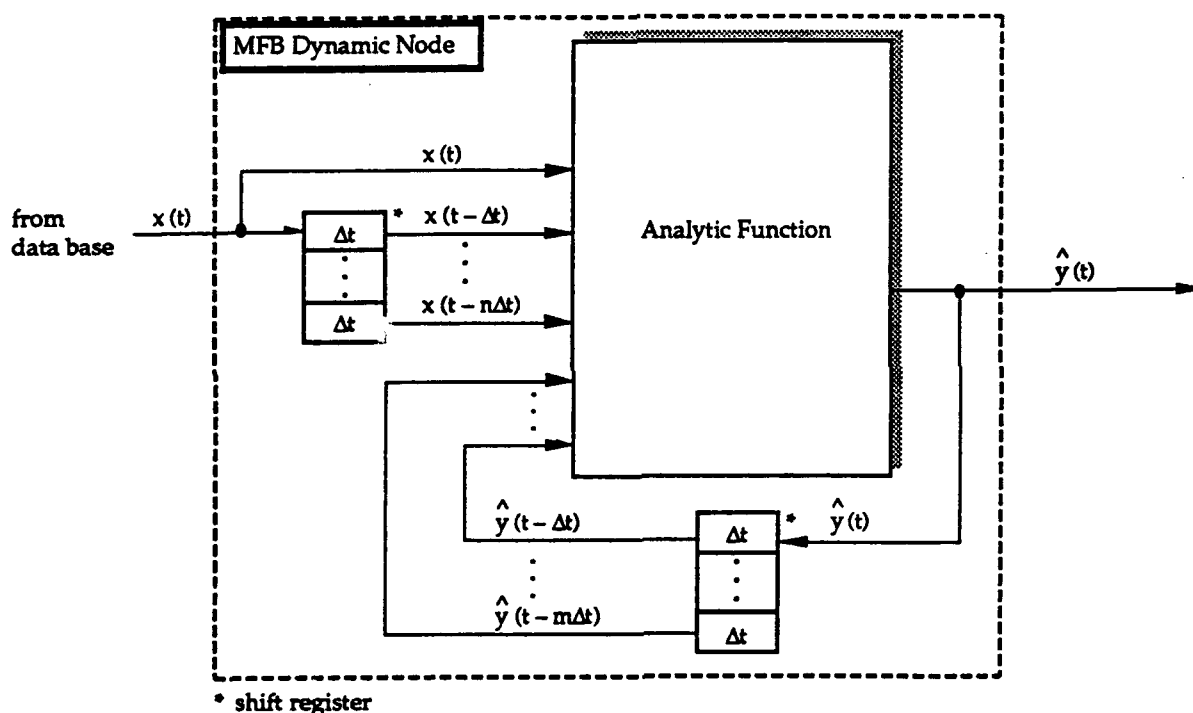 MFB Dynamic Node
x (t)
from
data base
x (t)
Δt
*
x (t – Δt)
Analytic Function
ŷ (t)
x (t – nΔt)
Δt
ŷ (t – Δt)
Δt
*
ŷ (t)
ŷ (t – mΔt)
Δt
* shift register